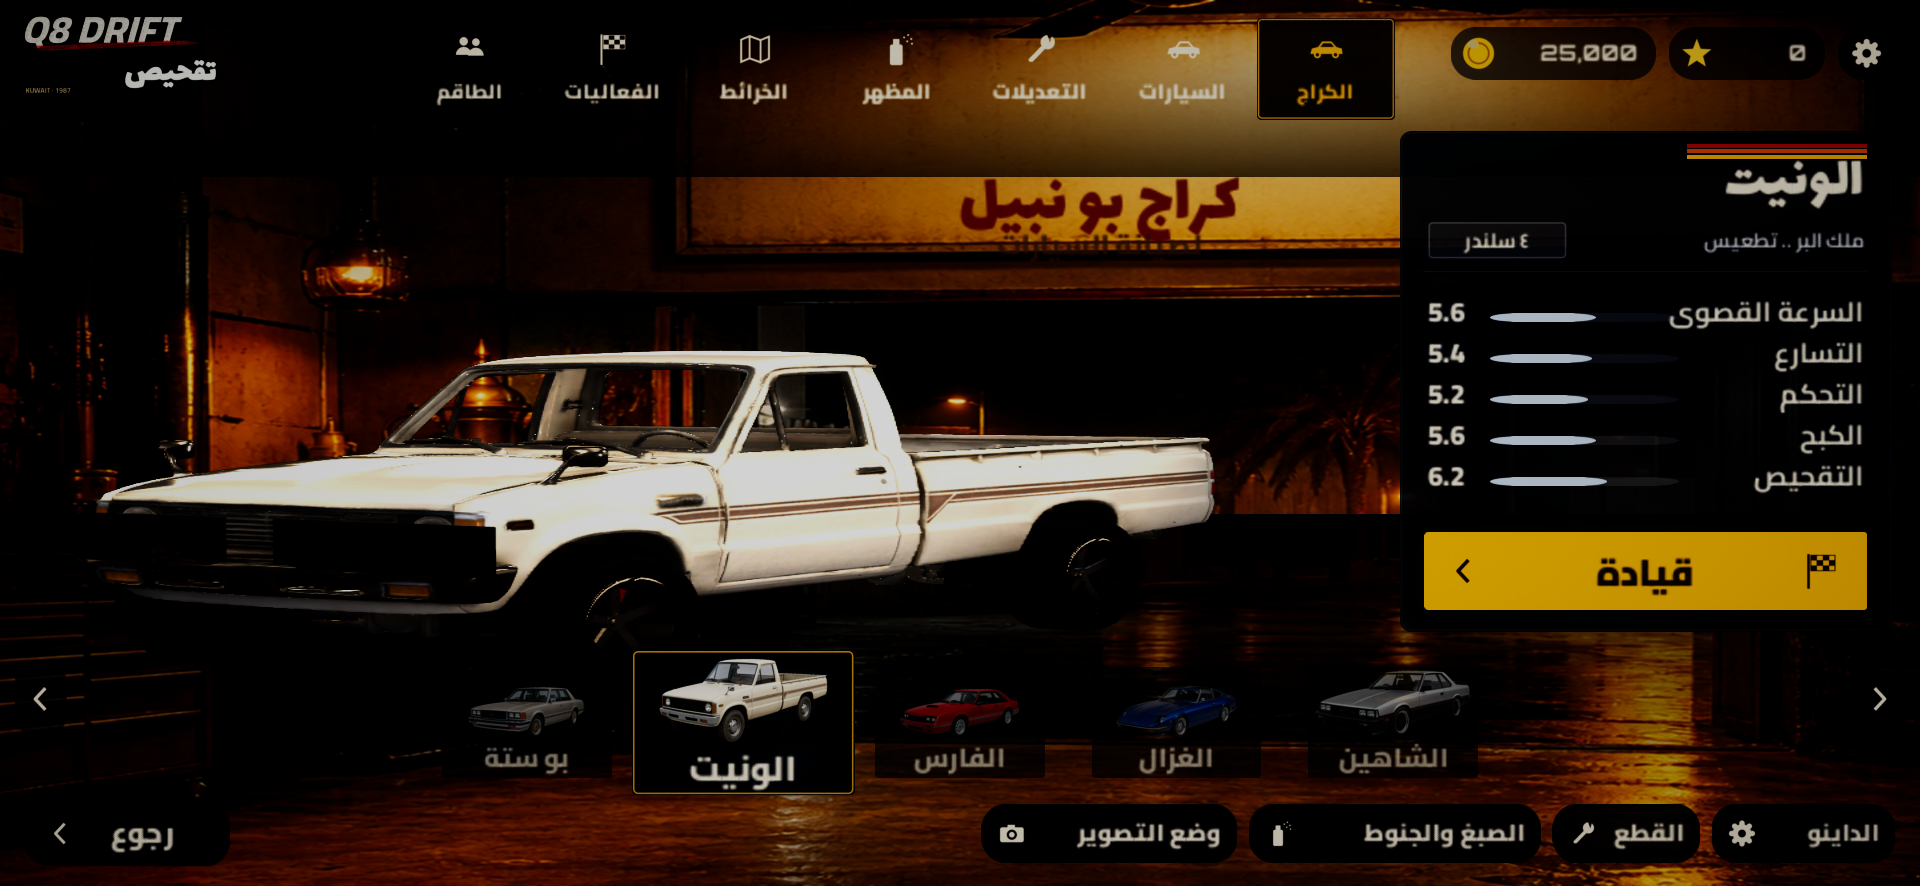 Q8 DRIFT
تقحيص
KUWAIT · 1987
0
25,000
الكراج
السيارات
التعديلات
المظهر
الخرائط
الفعاليات
الطاقم
كراج بو نبيل
الونيت
ملك البر .. تطعيس
٤ سلندر
السرعة القصوى 5.6
التسارع 5.4
التحكم 5.2
الكبح 5.6
التقحيص 6.2
قيادة
الشاهين
الغزال
الفارس
الونيت
بو ستة
الداينو
القطع
الصبغ والجنوط
وضع التصوير
رجوع